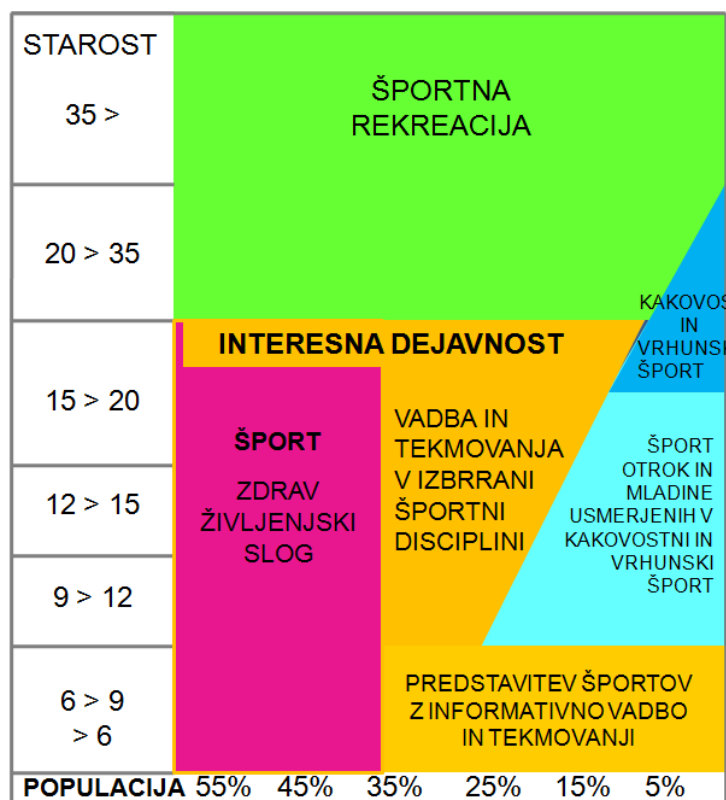 STAROST
35 >
20 > 35
15 > 20
12 > 15
9 > 12
6 > 9
> 6
ŠPORTNA
REKREACIJA
KAKOVOS
IN
VRHUNSK
ŠPORT
INTERESNA DEJAVNOST
ŠPORT
ZDRAV
ŽIVLJENJSKI
SLOG
VADBA IN
TEKMOVANJA
V IZBRRANI
ŠPORTNI
DISCIPLINI
ŠPORT
OTROK IN
MLADINE
USMERJENIH V
KAKOVOSTNI IN
VRHUNSKI
ŠPORT
PREDSTAVITEV ŠPORTOV
Z INFORMATIVNO VADBO
IN TEKMOVANJI
POPULACIJA 55% 45% 35% 25% 15% 5%